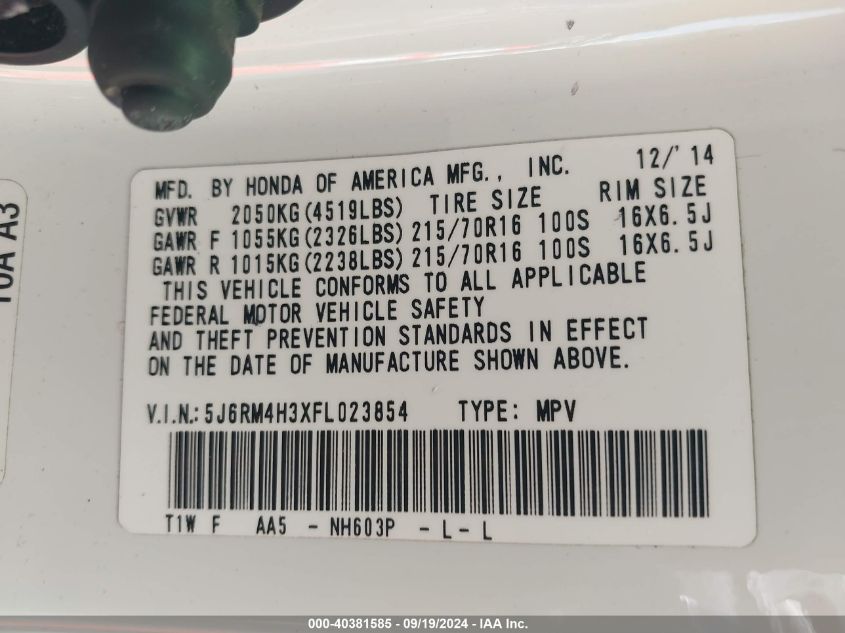 MFD. BY HONDA OF AMERICA MFG., INC. 12/'14
GVWR 2050KG(4519LBS) TIRE SIZE RIM SIZE
GAWR F 1055KG(2326LBS) 215/70R16 100S 16X6.5J
GAWR R 1015KG(2238LBS) 215/70R16 100S 16X6.5J
THIS VEHICLE CONFORMS TO ALL APPLICABLE
FEDERAL MOTOR VEHICLE SAFETY
AND THEFT PREVENTION STANDARDS IN EFFECT
ON THE DATE OF MANUFACTURE SHOWN ABOVE.
V.I.N.: 5J6RM4H3XFL023854 TYPE: MPV
T1W F AA5 - NH603P - L - L
000-40381585 - 09/19/2024 - IAA Inc.